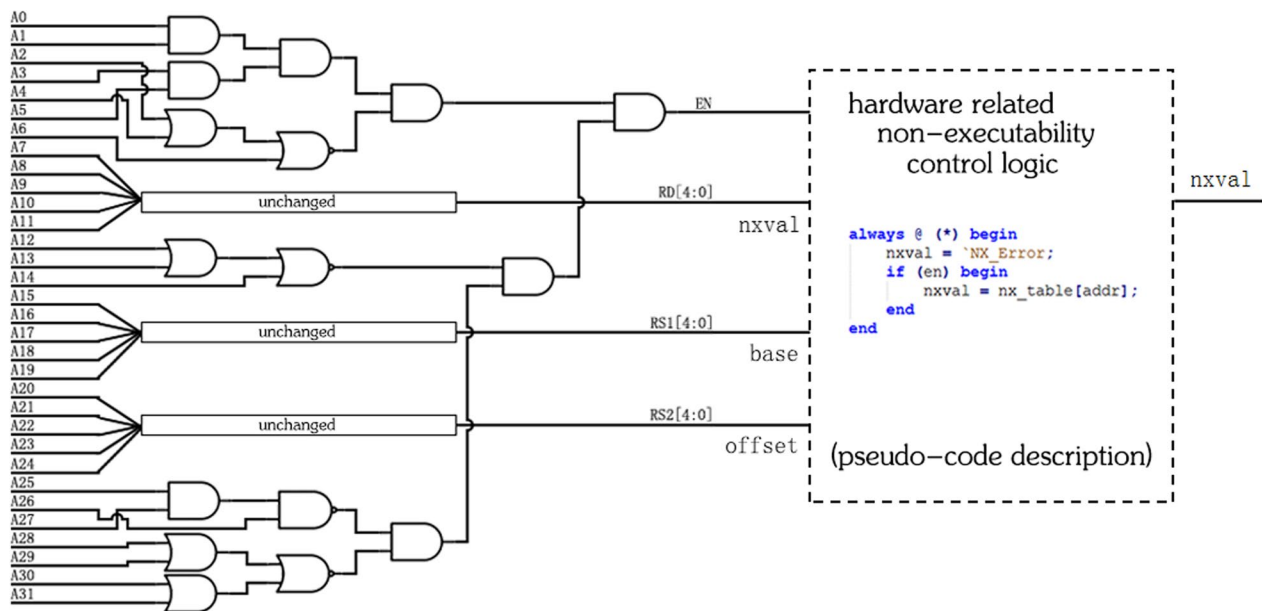 A0
A1
A2
A3
A4
A5
A6
A7
A8
A9
A10
A11
A12
A13
A14
A15
A16
A17
A18
A19
A20
A21
A22
A23
A24
A25
A26
A27
A28
A29
A30
A31
unchanged
unchanged
unchanged
EN
RD[4:0]
nxval
RS1[4:0]
base
RS2[4:0]
offset
hardware related
non-executability
control logic
always @ (*) begin
nxval = `NX_Error;
if (en) begin
nxval = nx_table[addr];
end
end
(pseudo-code description)
nxval